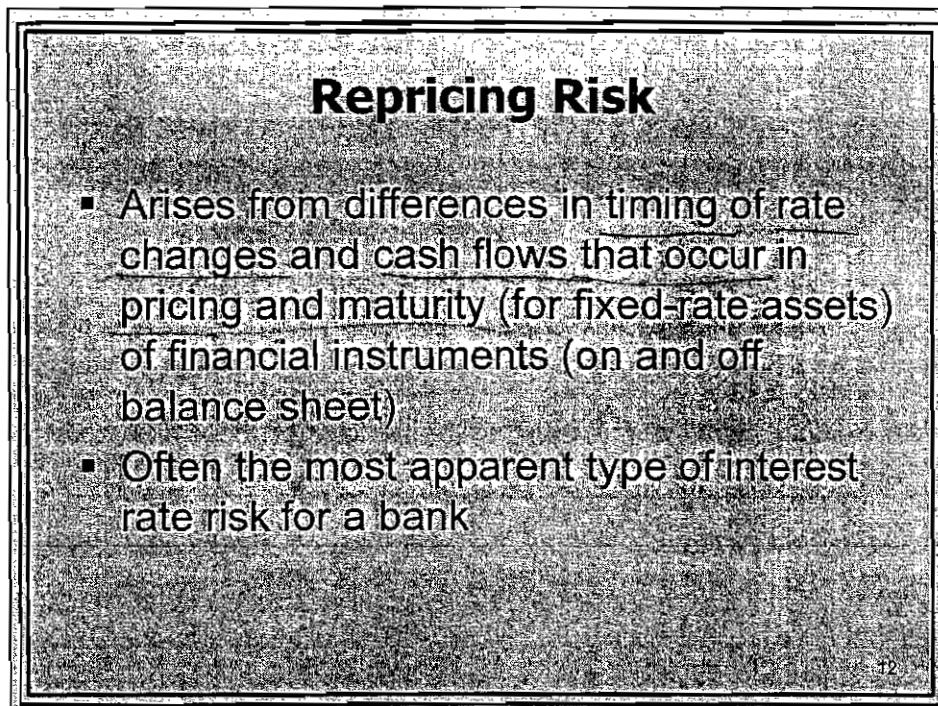 Repricing Risk
▪ Arises from differences in timing of rate
changes and cash flows that occur in
pricing and maturity (for fixed-rate assets)
of financial instruments (on and off
balance sheet)
▪ Often the most apparent type of interest
rate risk for a bank
12